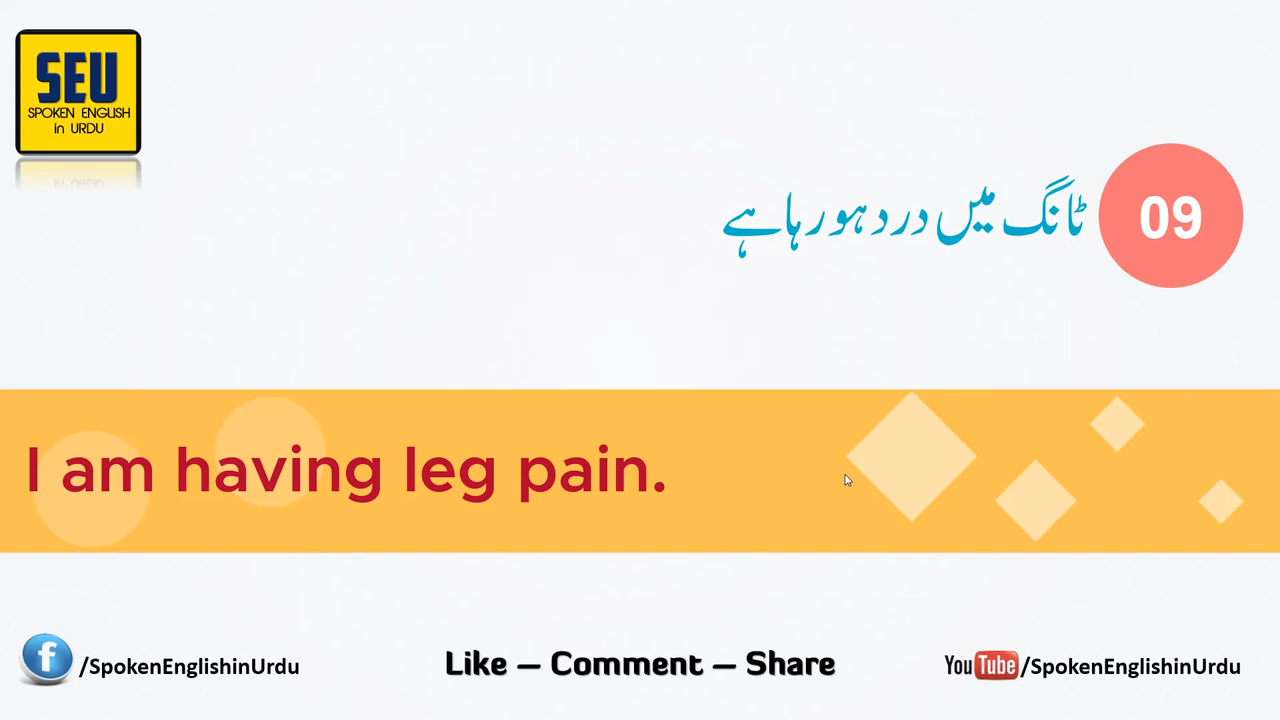 SEU
SPOKEN ENGLISH
in URDU
ٹانگ میں درد ہو رہا ہے
09
I am having leg pain.
f /SpokenEnglishinUrdu
Like – Comment – Share
YouTube /SpokenEnglishinUrdu